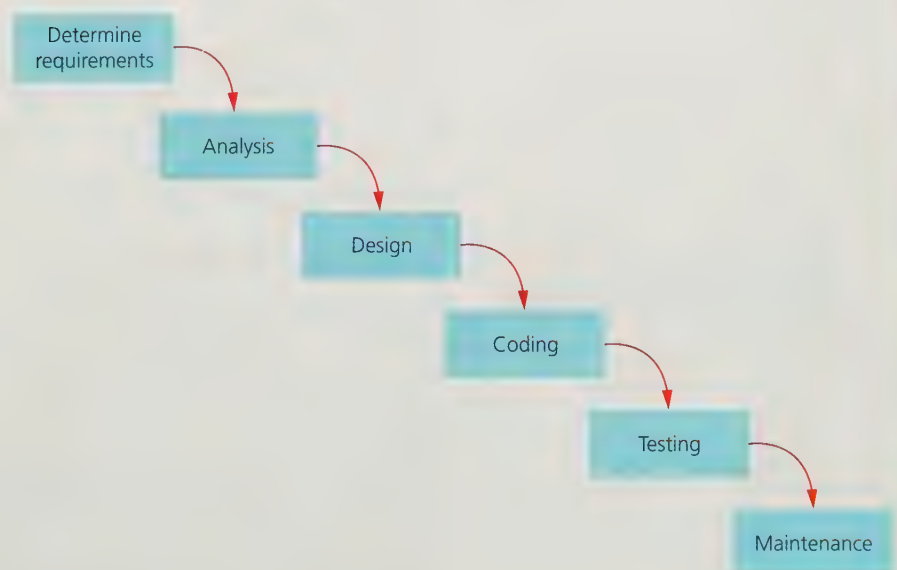 Determine
requirements
Analysis
Design
Coding
Testing
Maintenance